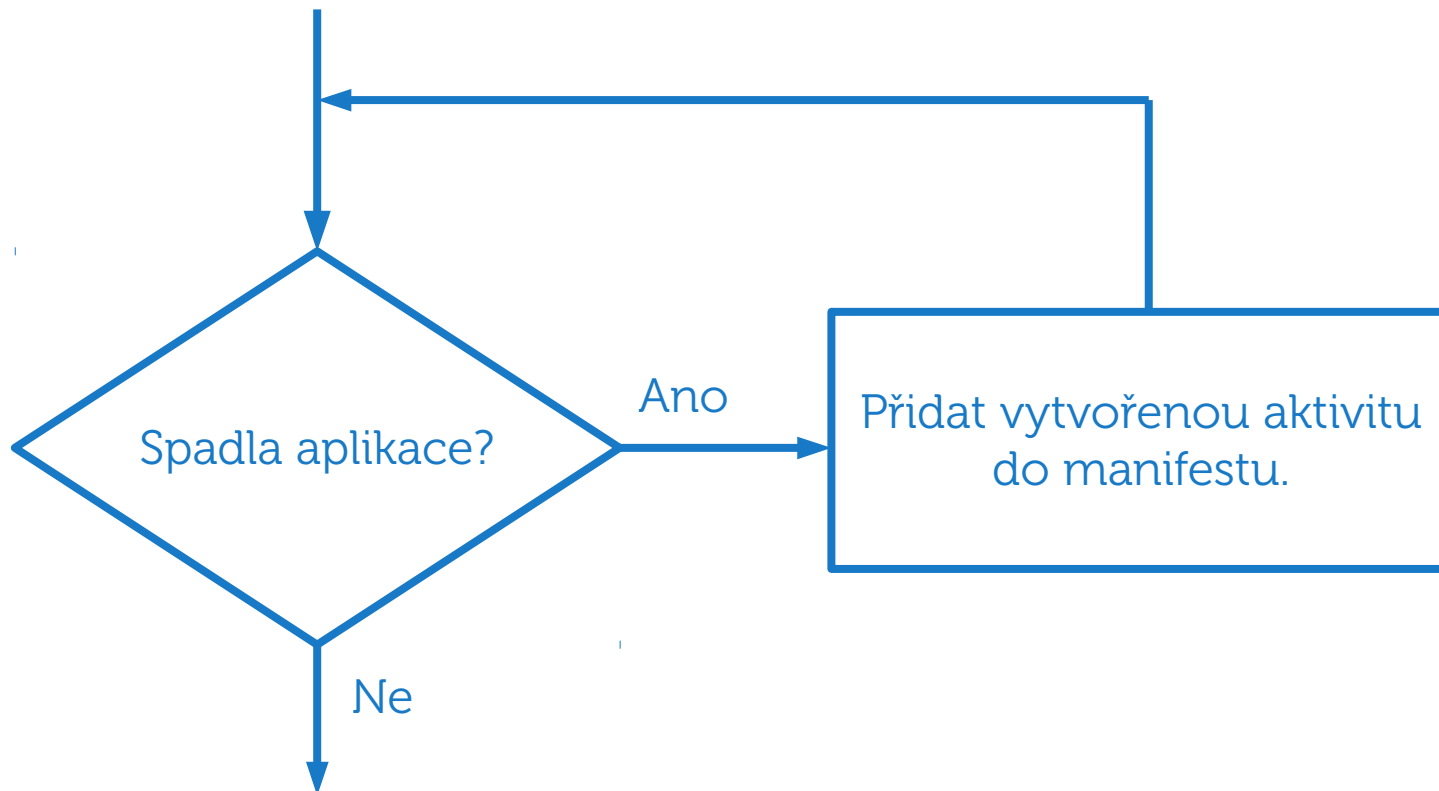 Ano
Spadla aplikace?
Přidat vytvořenou aktivitu
do manifestu.
Ne